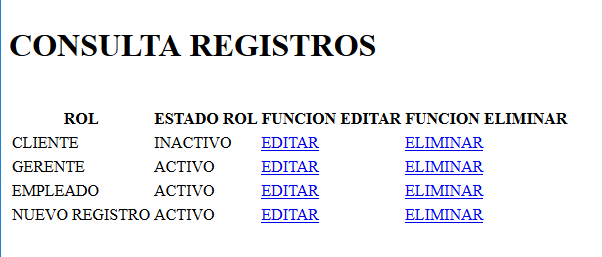 CONSULTA REGISTROS
ROL ESTADO ROL FUNCION EDITAR FUNCION ELIMINAR
CLIENTE INACTIVO EDITAR ELIMINAR
GERENTE ACTIVO EDITAR ELIMINAR
EMPLEADO ACTIVO EDITAR ELIMINAR
NUEVO REGISTRO ACTIVO EDITAR ELIMINAR